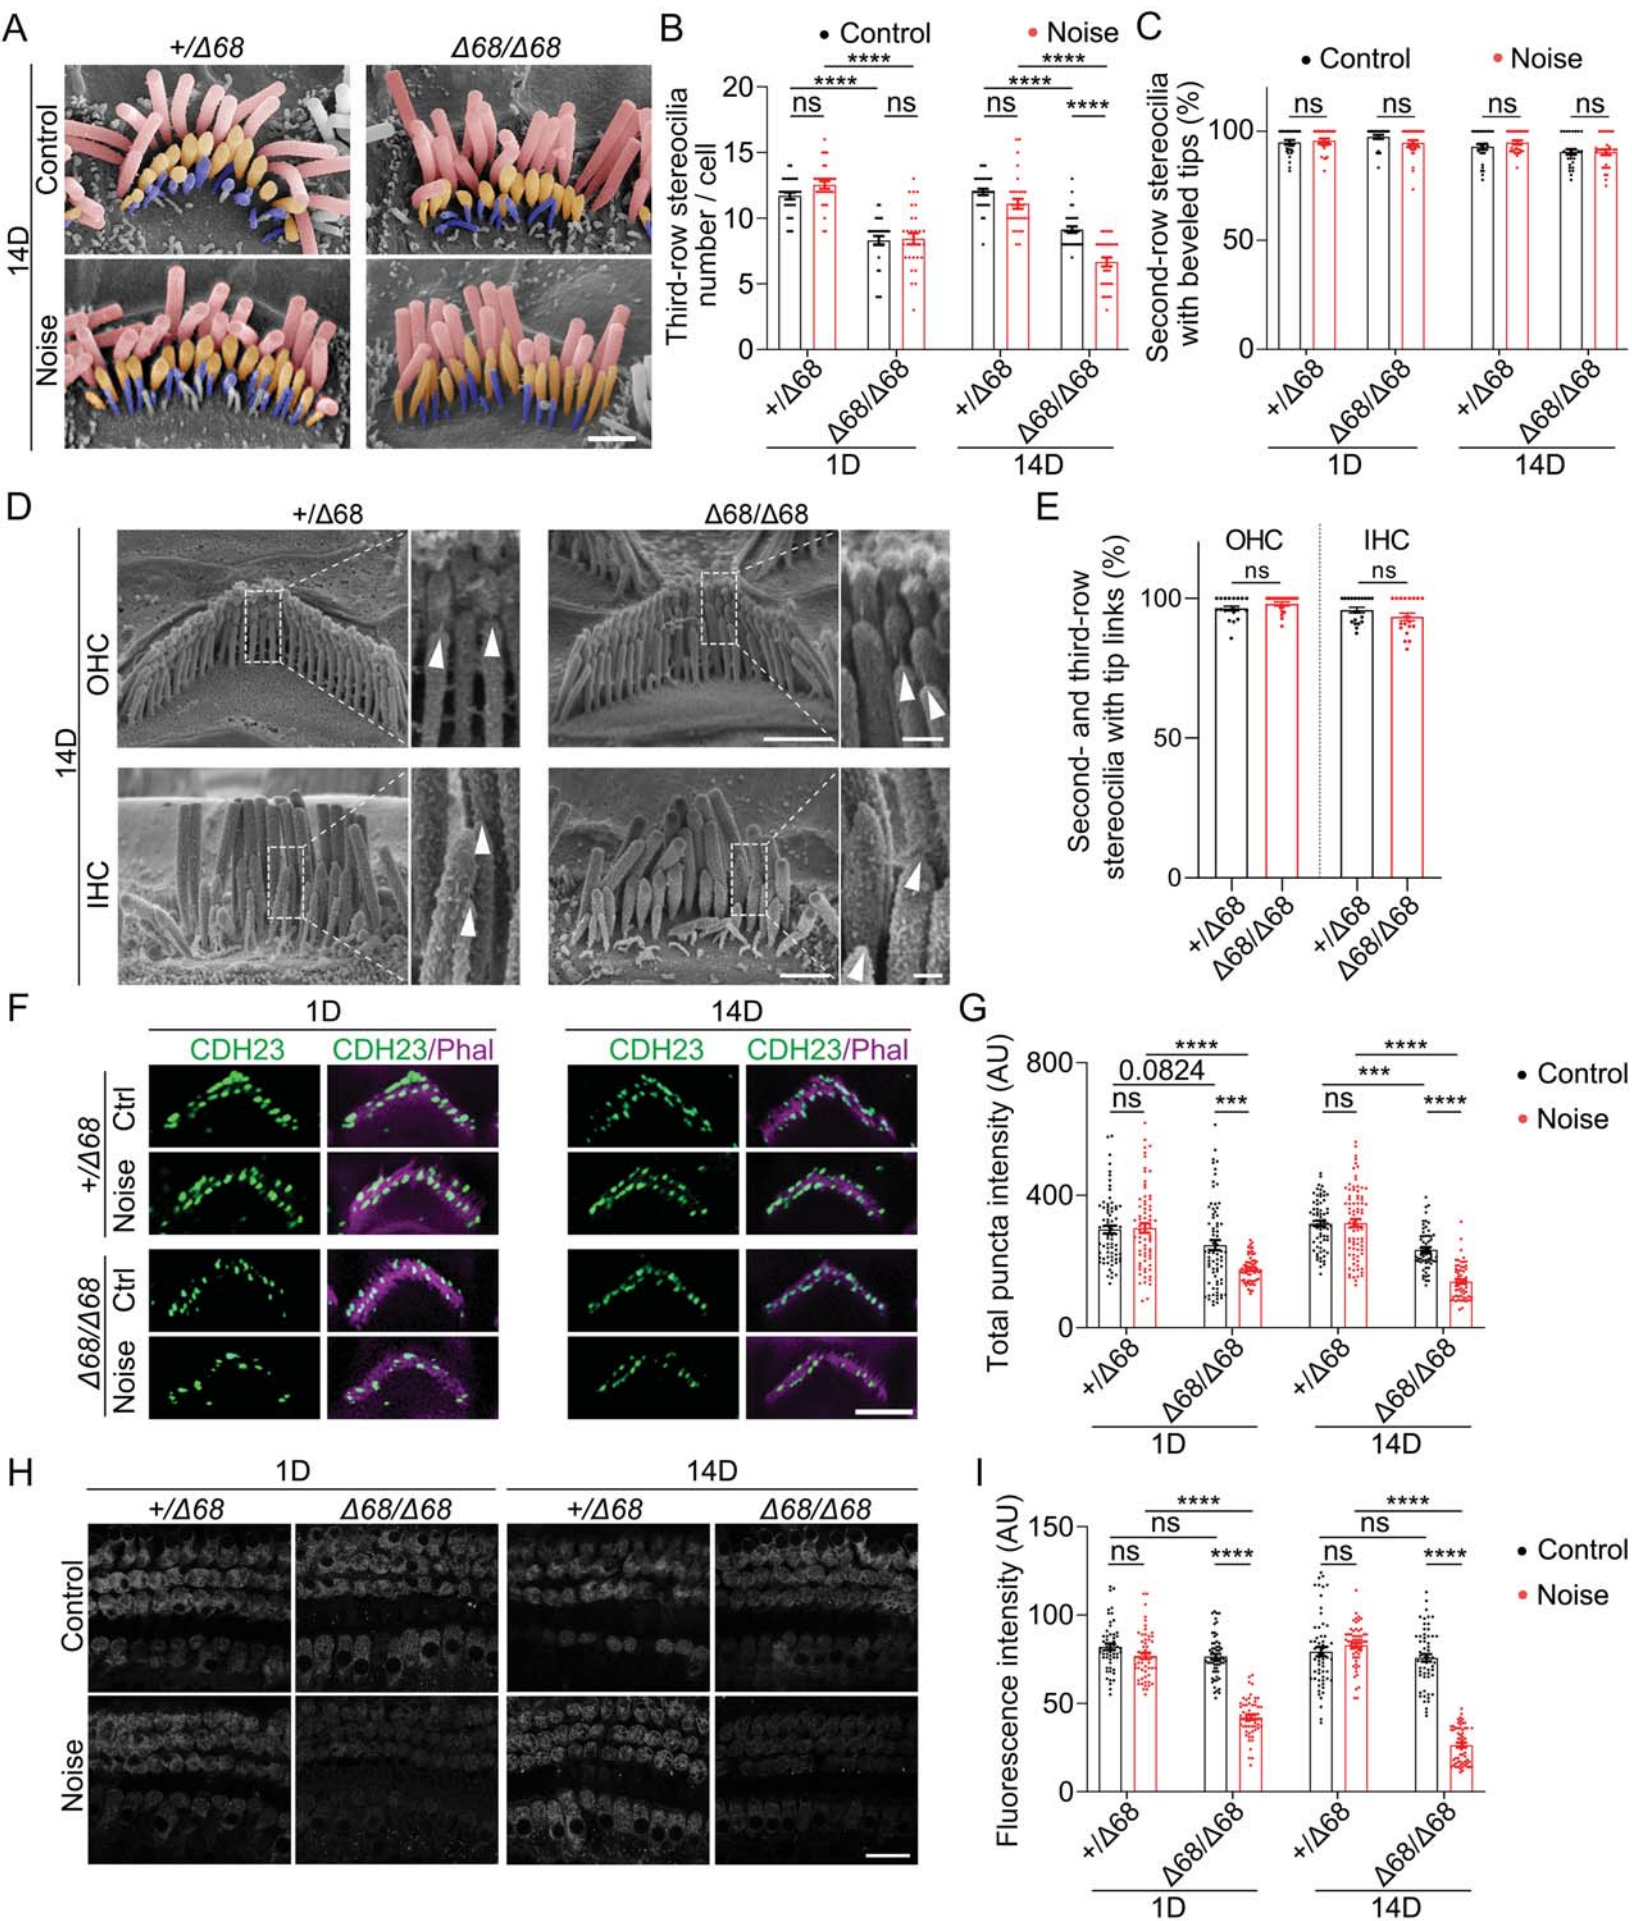 A
+/Δ68
Δ68/Δ68
14D
Control
Noise
B
Control
Noise
Third-row stereocilia
number / cell
20
15
10
5
0
****
****
ns
ns
****
****
ns
****
+/Δ68
Δ68/Δ68
+/Δ68
Δ68/Δ68
1D
14D
C
Control
Noise
Second-row stereocilia
with beveled tips (%)
100
50
0
ns
ns
ns
ns
+/Δ68
Δ68/Δ68
+/Δ68
Δ68/Δ68
1D
14D
D
+/Δ68
Δ68/Δ68
14D
OHC
IHC
E
Second- and third-row
stereocilia with tip links (%)
OHC
IHC
ns
ns
100
50
0
+/Δ68
Δ68/Δ68
+/Δ68
Δ68/Δ68
F
1D
14D
CDH23
CDH23/Phal
CDH23
CDH23/Phal
+/Δ68
Ctrl
Noise
Δ68/Δ68
Ctrl
Noise
G
Total puncta intensity (AU)
800
400
0
****
0.0824
ns
***
****
***
ns
****
Control
Noise
+/Δ68
Δ68/Δ68
+/Δ68
Δ68/Δ68
1D
14D
H
1D
14D
+/Δ68
Δ68/Δ68
+/Δ68
Δ68/Δ68
Control
Noise
I
Fluorescence intensity (AU)
150
100
50
0
****
ns
ns
****
****
ns
ns
****
Control
Noise
+/Δ68
Δ68/Δ68
+/Δ68
Δ68/Δ68
1D
14D